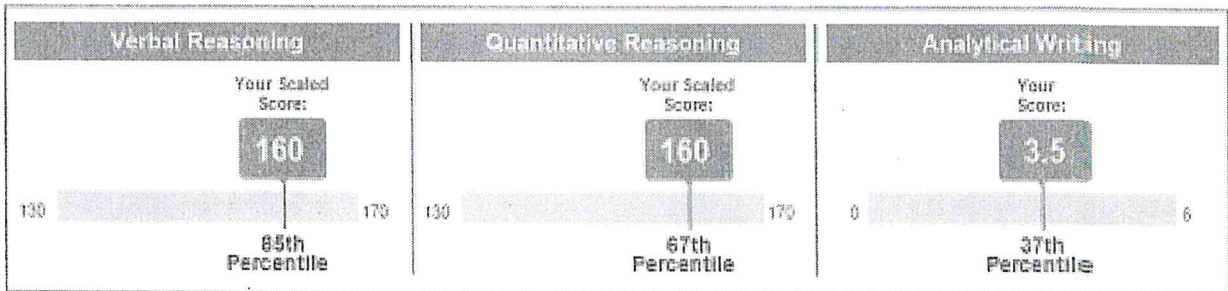 Verbal Reasoning
Your Scaled
Score:
160
130
170
85th
Percentile
Quantitative Reasoning
Your Scaled
Score:
160
130
170
67th
Percentile
Analytical Writing
Your
Score:
3.5
0
6
37th
Percentile